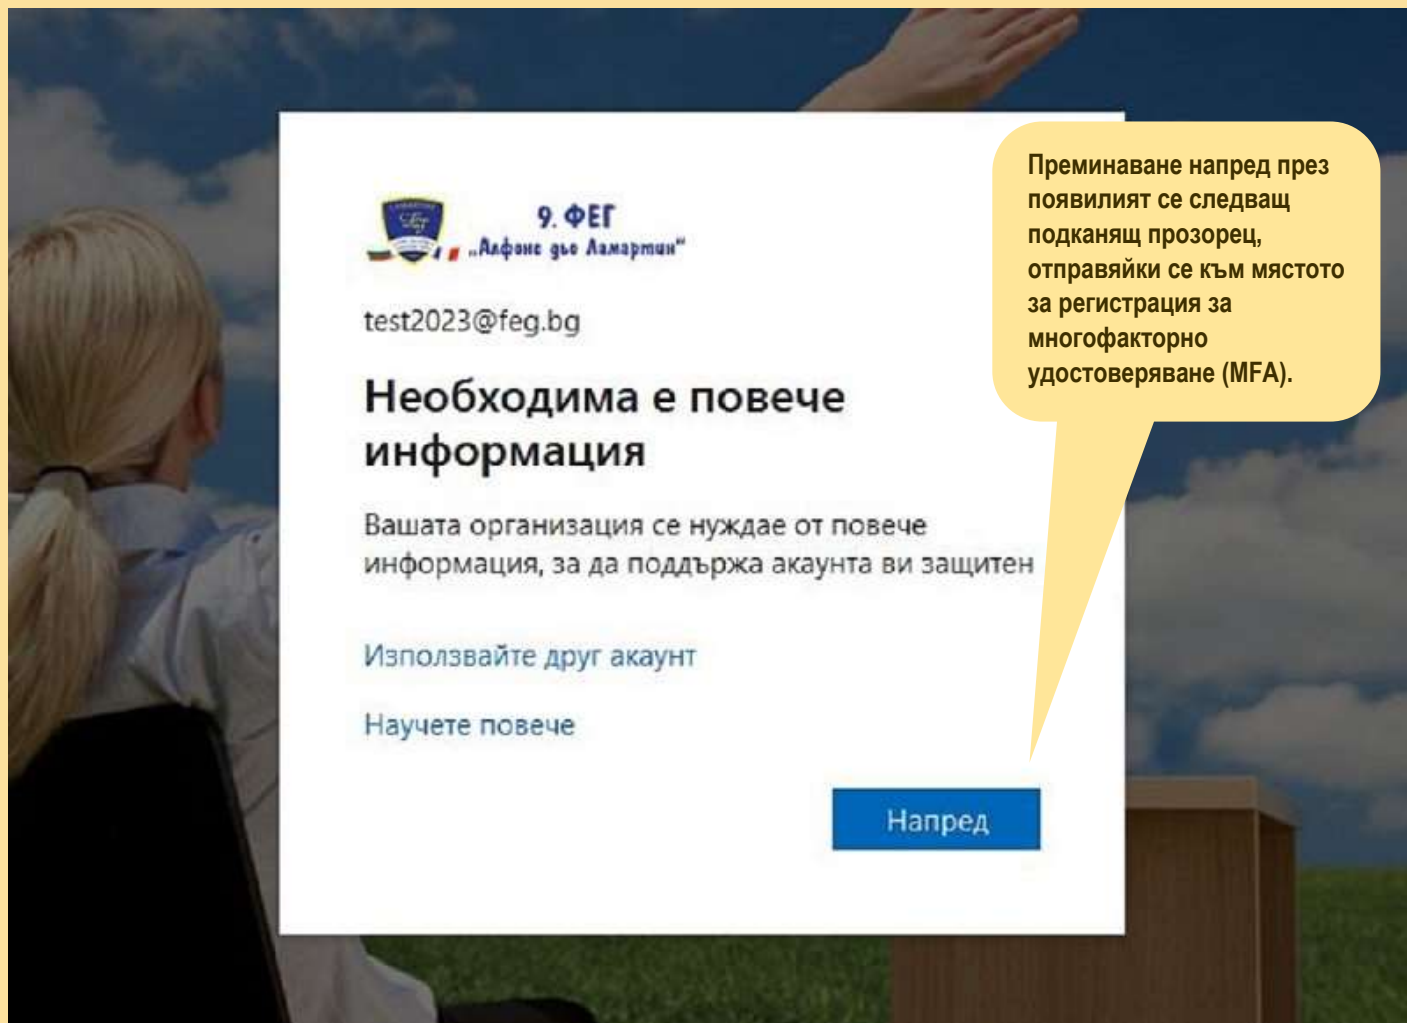 9. ФЕГ
„Алфонс дьо Ламартин“
test2023@feg.bg
Необходима е повече
информация
Вашата организация се нуждае от повече
информация, за да поддържа акаунта ви защитен
Използвайте друг акаунт
Научете повече
Напред
Преминаване напред през
появилият се следващ
подканящ прозорец,
отправяйки се към мястото
за регистрация за
многофакторно
удостоверяване (MFA).